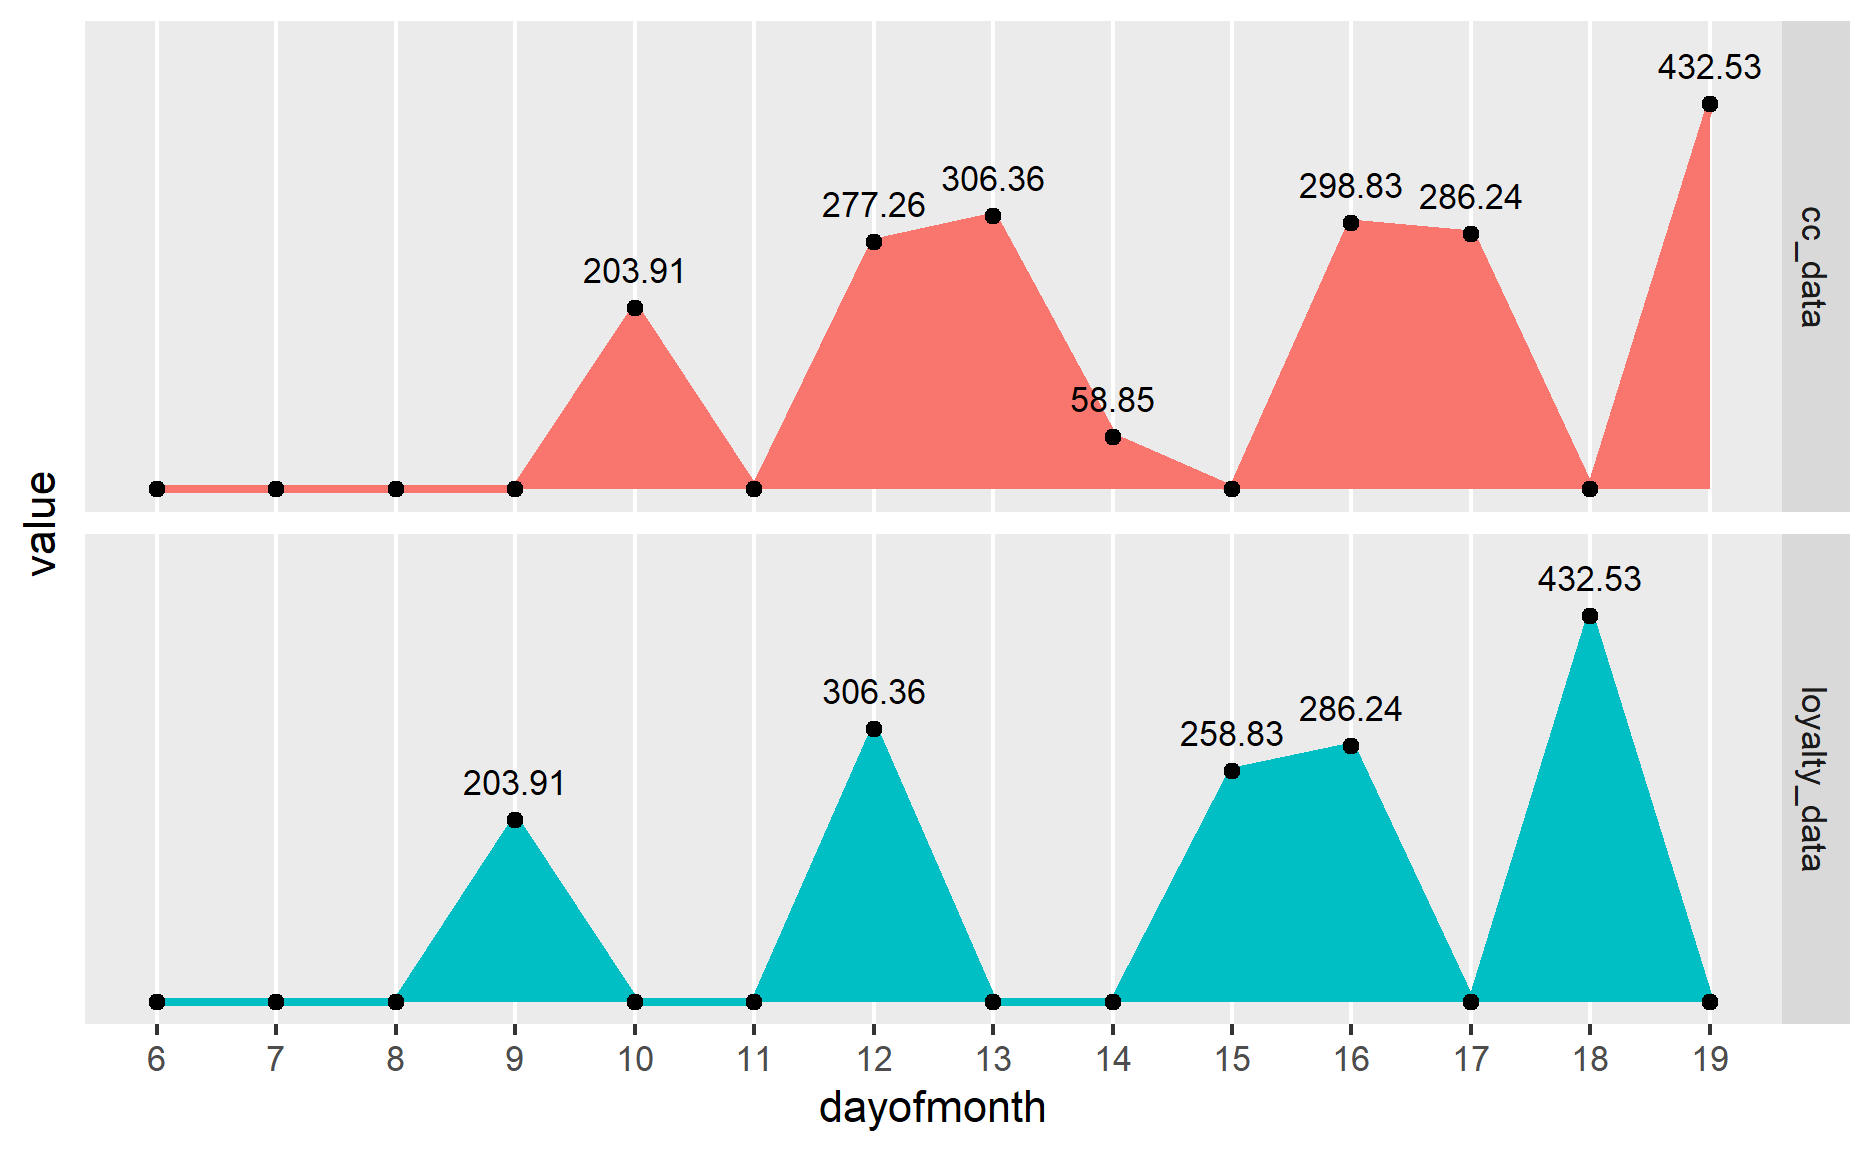 432.53
306.36
298.83
286.24
277.26
203.91
58.85
cc_data
value
432.53
306.36
286.24
258.83
203.91
loyalty_data
6 7 8 9 10 11 12 13 14 15 16 17 18 19
dayofmonth